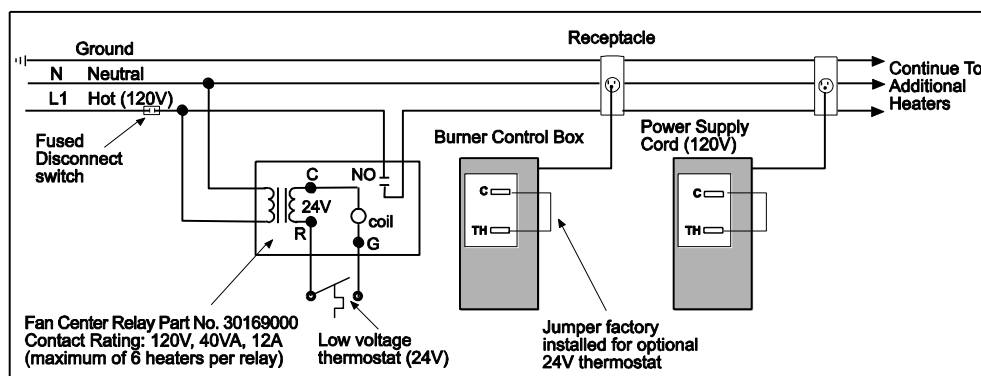 Ground
Receptacle
N Neutral
Continue To
Additional
Heaters
L1 Hot (120V)
Fused
Disconnect
switch
Burner Control Box
Power Supply
Cord (120V)
C
NO
24V
coil
R
G
C
TH
C
TH
Fan Center Relay Part No. 30169000
Contact Rating: 120V, 40VA, 12A
(maximum of 6 heaters per relay)
Low voltage
thermostat (24V)
Jumper factory
installed for optional
24V thermostat